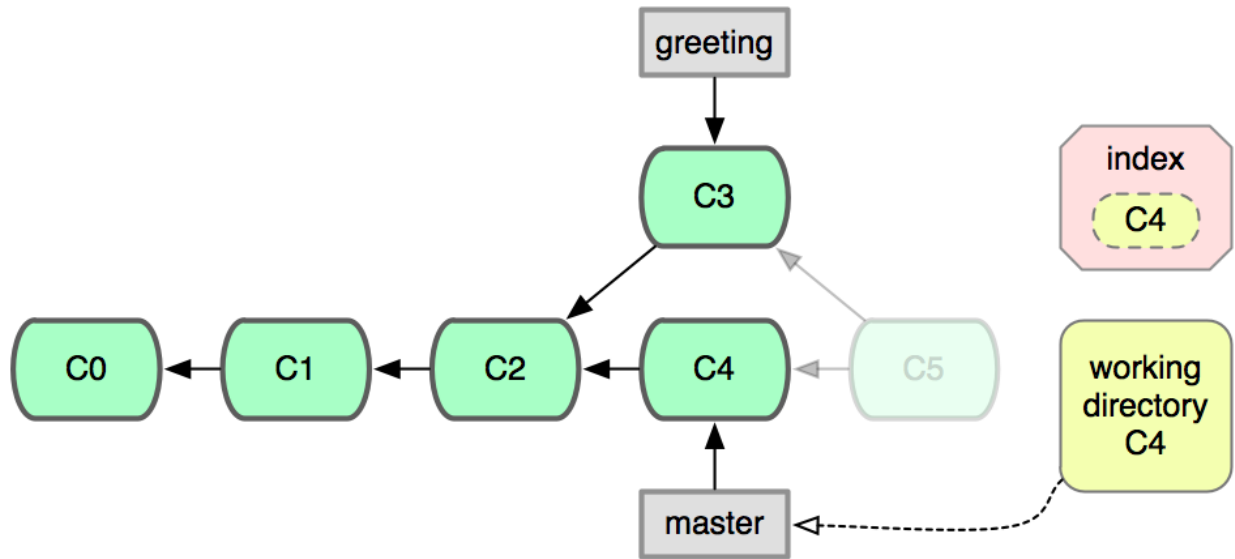 greeting
C3
index
C4
C0
C1
C2
C4
C5
working
directory
C4
master